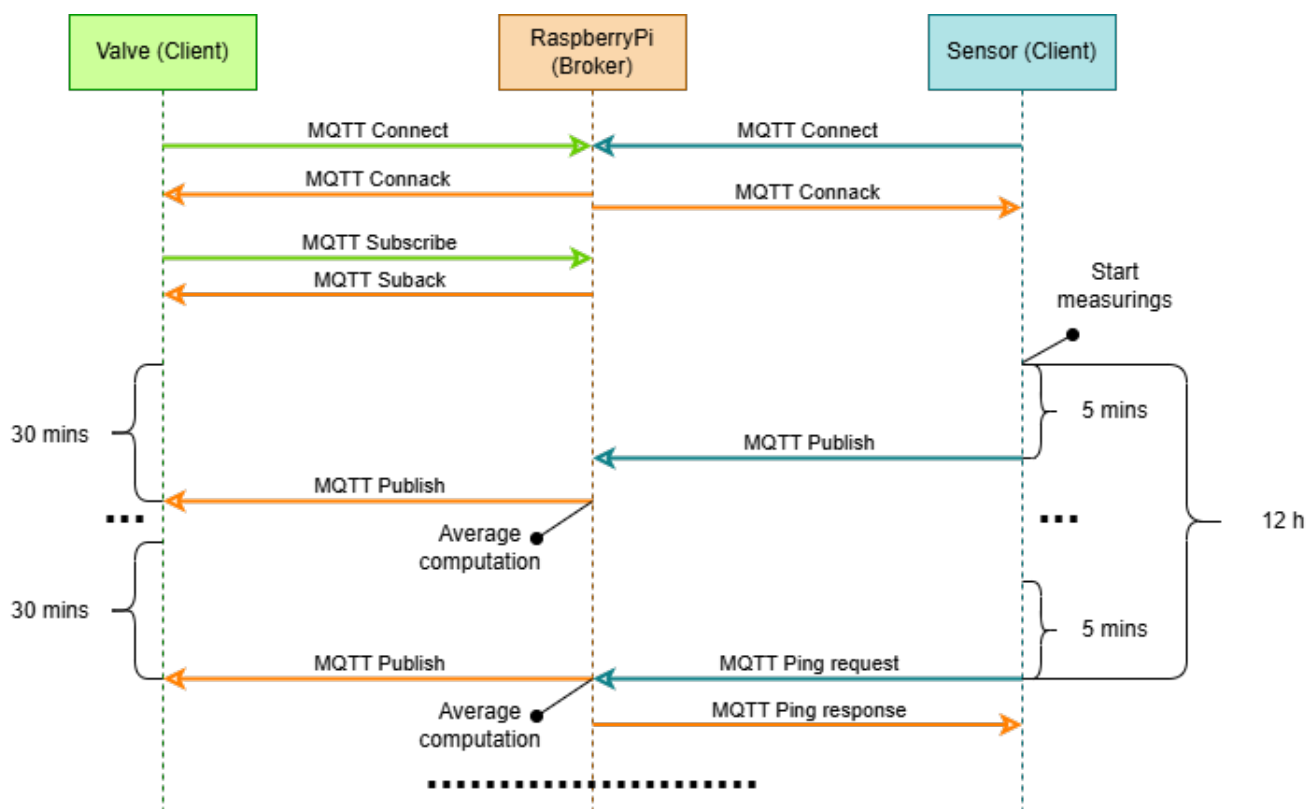 Valve (Client)
RaspberryPi
(Broker)
Sensor (Client)
MQTT Connect
MQTT Connect
MQTT Connack
MQTT Connack
MQTT Subscribe
MQTT Suback
Start
measurings
5 mins
30 mins
MQTT Publish
MQTT Publish
Average
computation
12 h
30 mins
5 mins
MQTT Publish
MQTT Ping request
Average
computation
MQTT Ping response